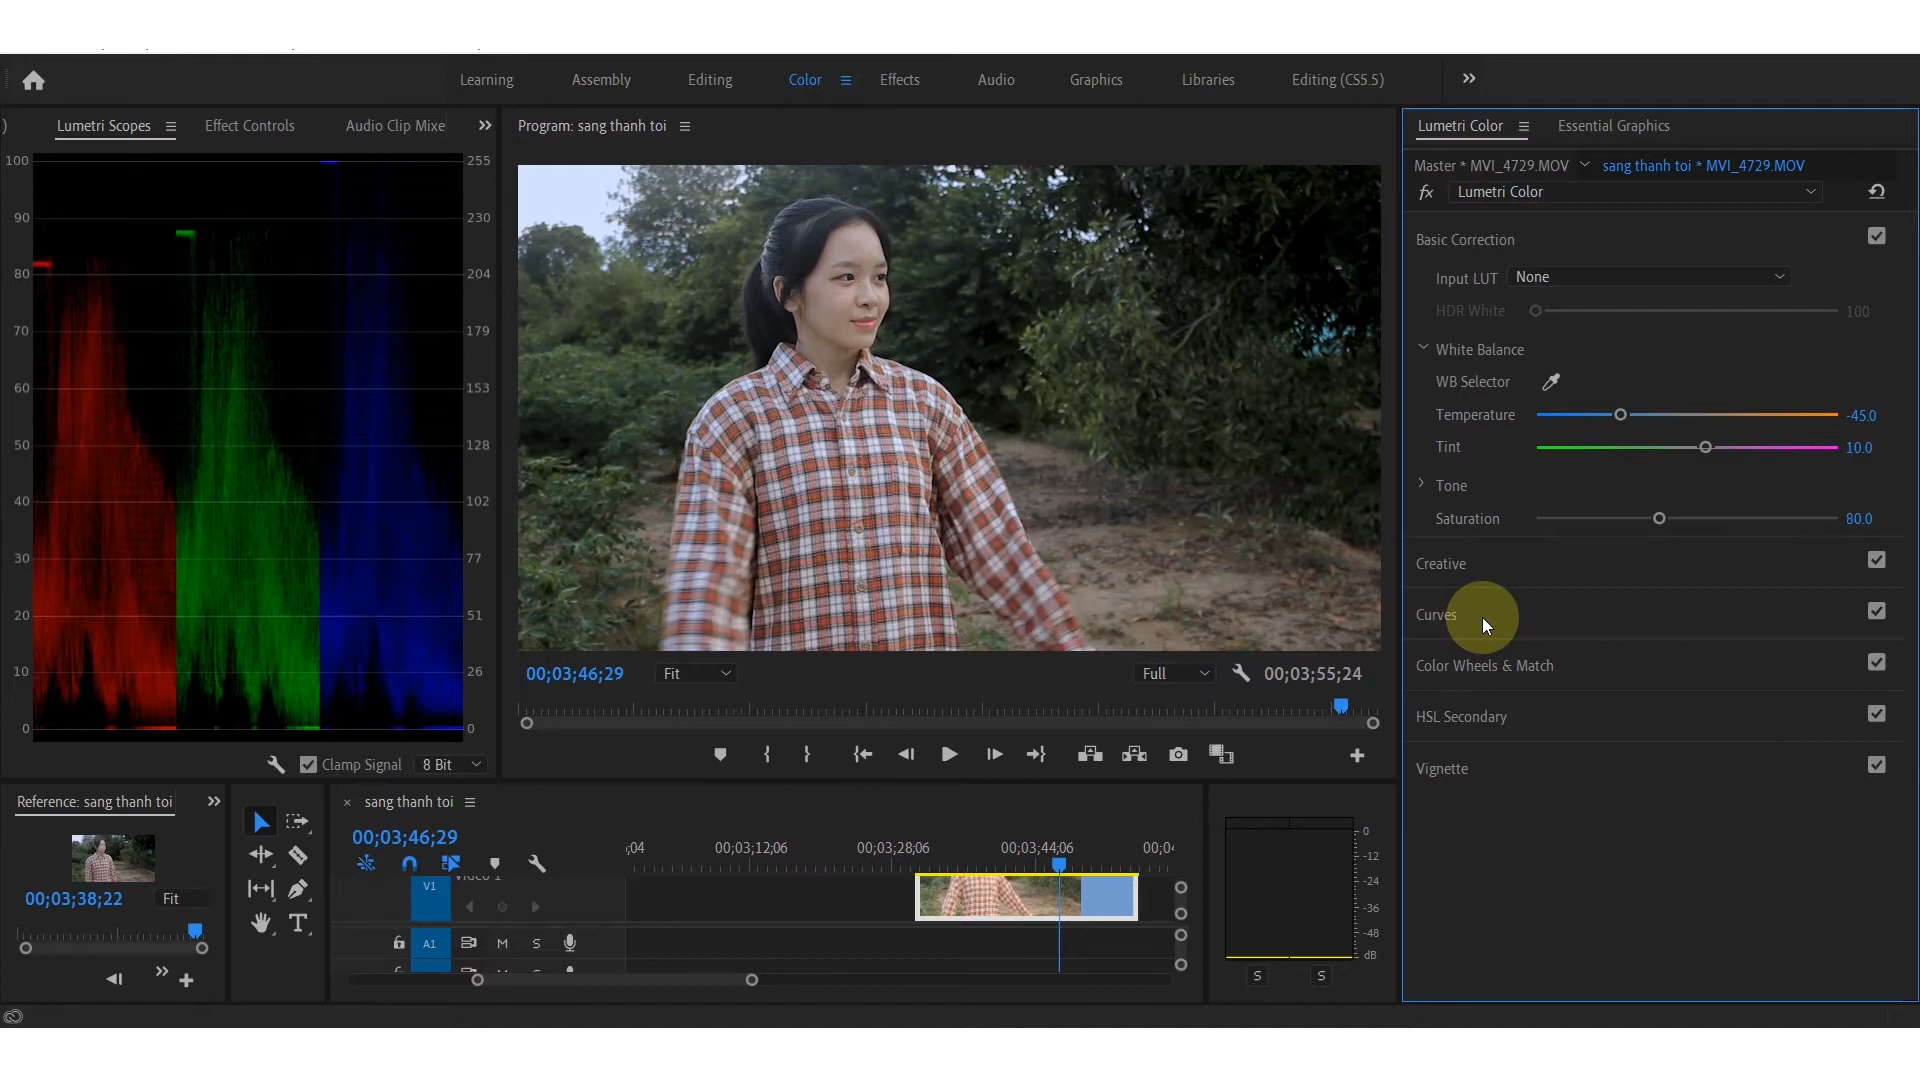 Learning Assembly Editing Color Effects Audio Graphics Libraries Editing (CS5.5)
) Lumetri Scopes Effect Controls Audio Clip Mixe
Program: sang thanh toi
Lumetri Color Essential Graphics
Master * MVI_4729.MOV sang thanh toi * MVI_4729.MOV
fx Lumetri Color
100 255
90 230
80 204
70 179
60 153
50 128
40 102
30 77
20 51
10 26
0 0
Clamp Signal 8 Bit
Basic Correction
Input LUT None
HDR White 100
White Balance
WB Selector
Temperature -45.0
Tint 10.0
Tone
Saturation 80.0
Creative
Curves
Color Wheels & Match
HSL Secondary
Vignette
00;03;46;29 Fit Full 00;03;55;24
Reference: sang thanh toi
00;03;38;22 Fit
× sang thanh toi
00;03;46;29
;04 00;03;12;06 00;03;28;06 00;03;44;06 00;04
V1
A1 M S
0
-12
-24
-36
-48
dB
S S